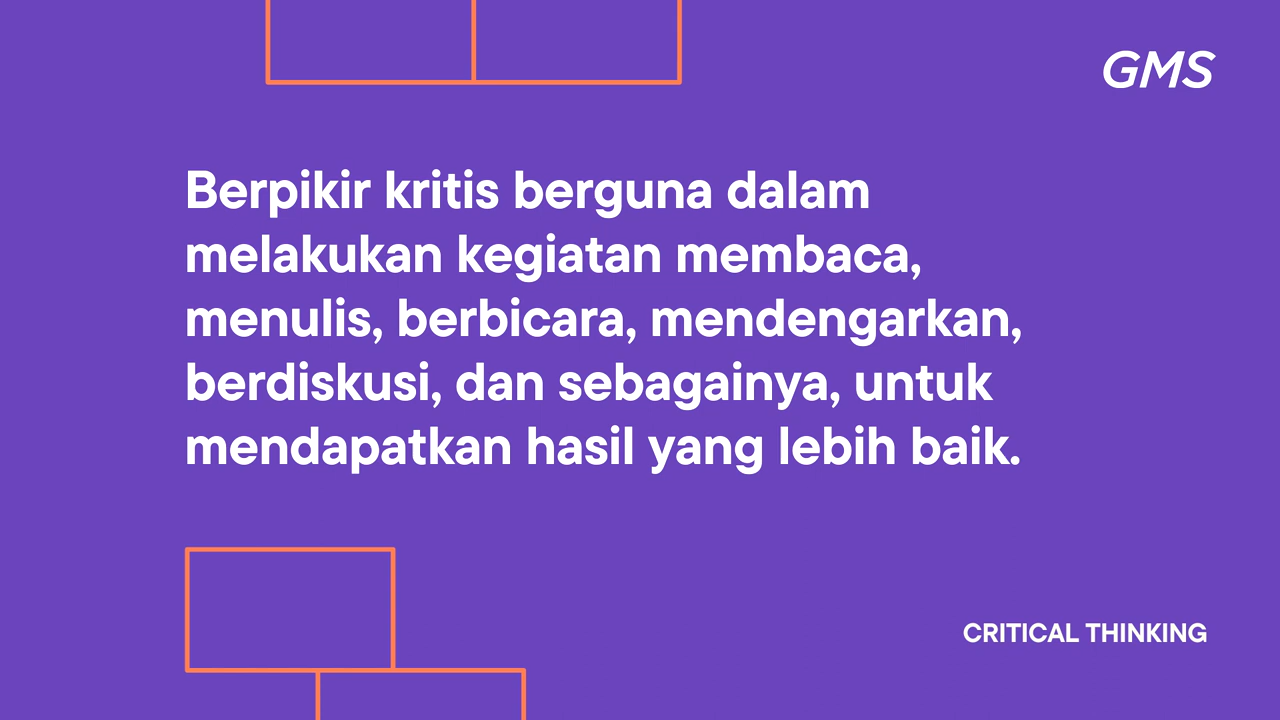 GMS
Berpikir kritis berguna dalam
melakukan kegiatan membaca,
menulis, berbicara, mendengarkan,
berdiskusi, dan sebagainya, untuk
mendapatkan hasil yang lebih baik.
CRITICAL THINKING